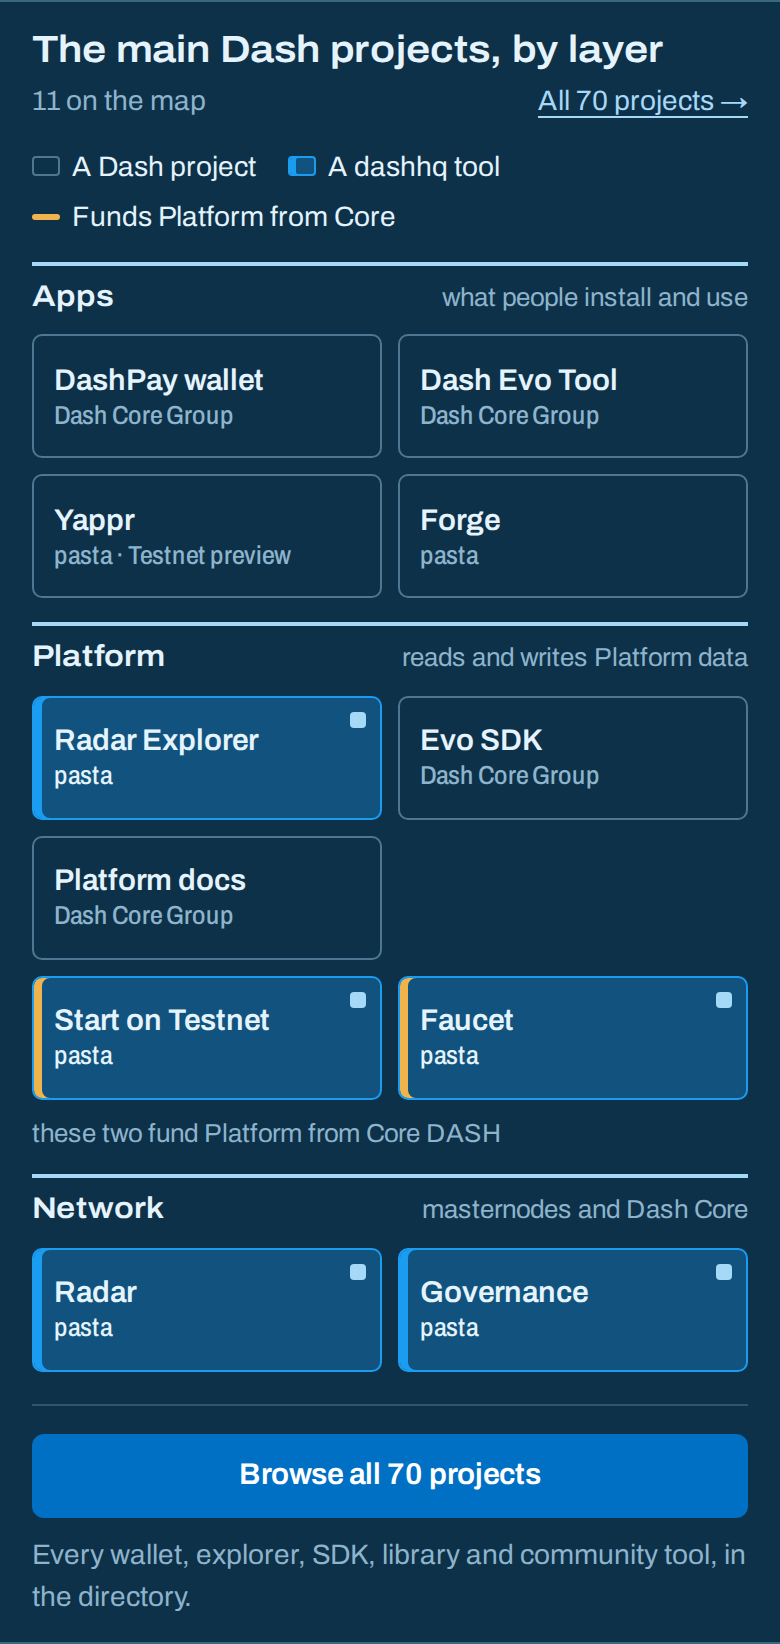 The main Dash projects, by layer
11 on the map
All 70 projects →
A Dash project
A dashhq tool
Funds Platform from Core
Apps
what people install and use
DashPay wallet
Dash Core Group
Dash Evo Tool
Dash Core Group
Yappr
pasta · Testnet preview
Forge
pasta
Platform
reads and writes Platform data
Radar Explorer
pasta
Evo SDK
Dash Core Group
Platform docs
Dash Core Group
Start on Testnet
pasta
Faucet
pasta
these two fund Platform from Core DASH
Network
masternodes and Dash Core
Radar
pasta
Governance
pasta
Browse all 70 projects
Every wallet, explorer, SDK, library and community tool, in
the directory.